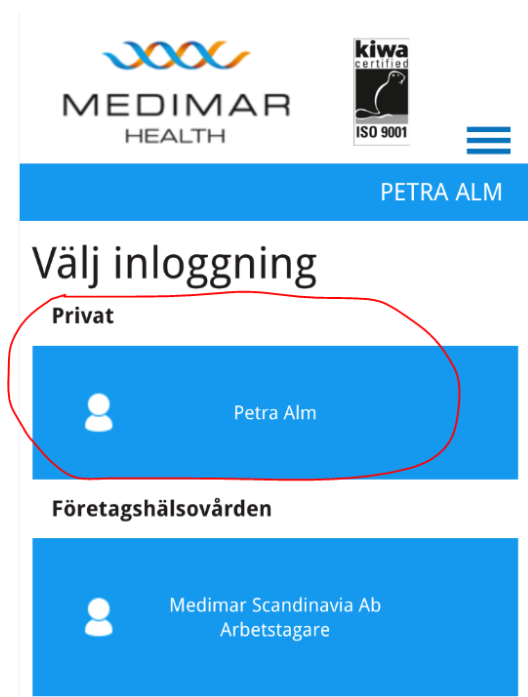 MEDIMAR
HEALTH
kiwa
certified
ISO 9001
PETRA ALM
Välj inloggning
Privat
Petra Alm
Företagshälsovården
Medimar Scandinavia Ab
Arbetstagare